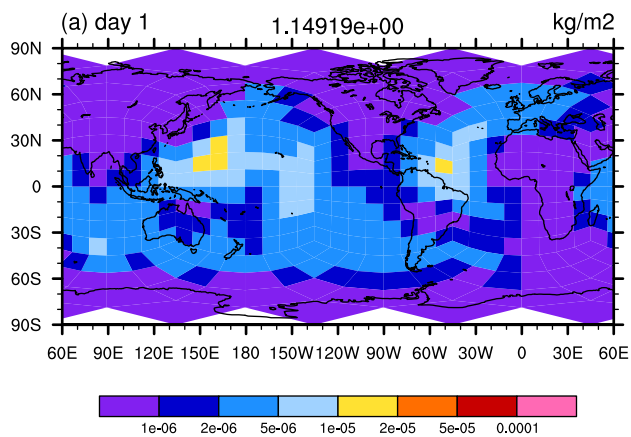 (a) day 1 1.14919e+00 kg/m2
90N
60N
30N
0
30S
60S
90S
60E 90E 120E 150E 180 150W 120W 90W 60W 30W 0 30E 60E
1e-06 2e-06 5e-06 1e-05 2e-05 5e-05 0.0001